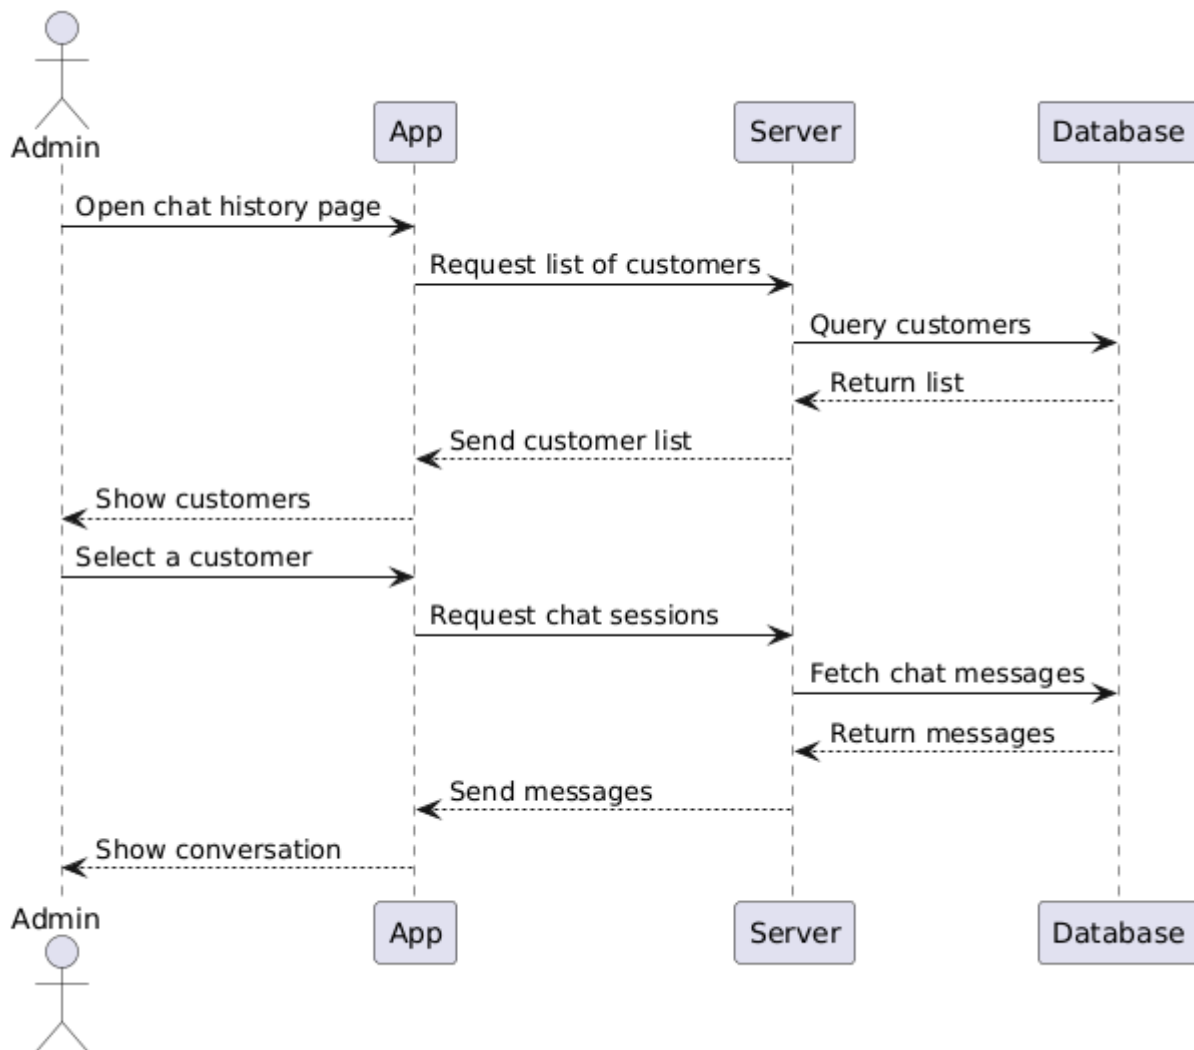 Admin
App
Server
Database
Open chat history page
Request list of customers
Query customers
Return list
Send customer list
Show customers
Select a customer
Request chat sessions
Fetch chat messages
Return messages
Send messages
Show conversation
Admin
App
Server
Database